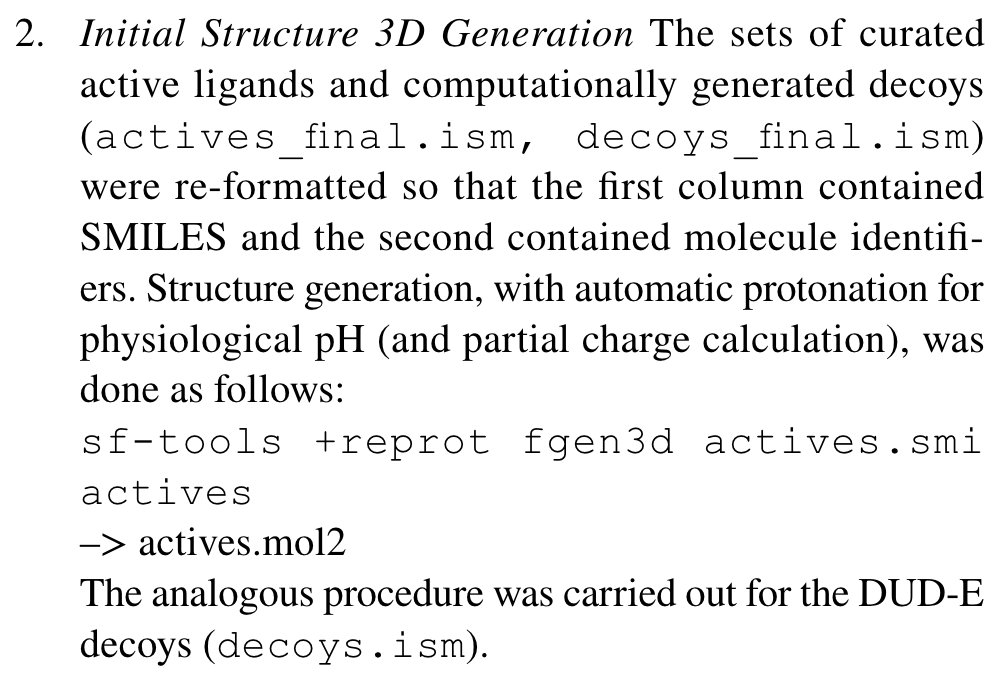 2. Initial Structure 3D Generation The sets of curated
active ligands and computationally generated decoys
(actives_final.ism, decoys_final.ism)
were re-formatted so that the first column contained
SMILES and the second contained molecule identifi-
ers. Structure generation, with automatic protonation for
physiological pH (and partial charge calculation), was
done as follows:
sf-tools +reprot fgen3d actives.smi
actives
–> actives.mol2
The analogous procedure was carried out for the DUD-E
decoys (decoys.ism).